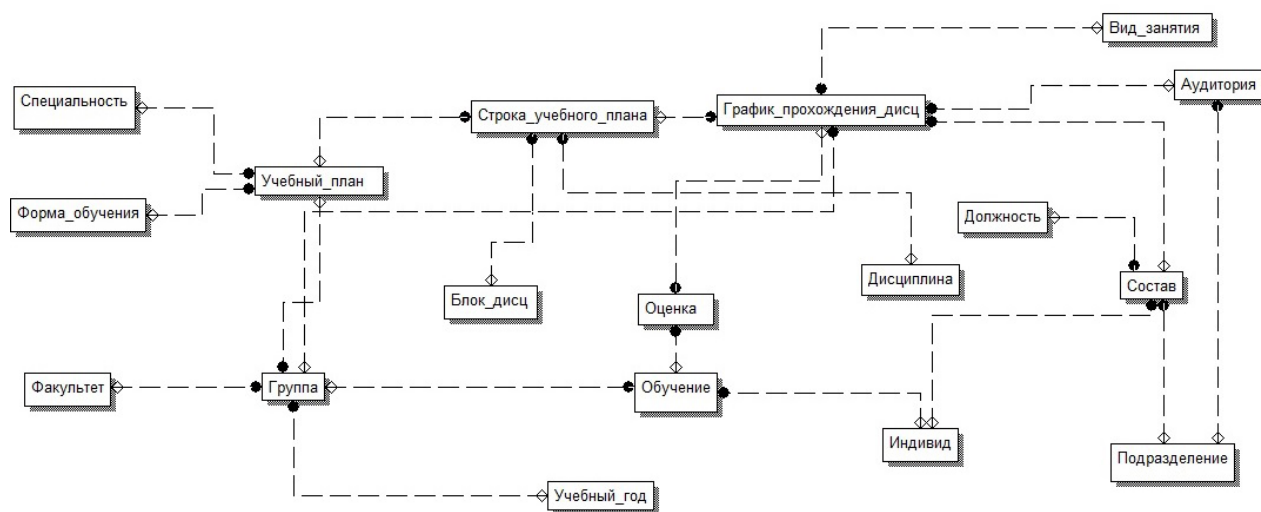 Вид_занятия
Специальность
Аудитория
Строка_учебного_плана
График_прохождения_дисц
Учебный_план
Форма_обучения
Должность
Дисциплина
Состав
Блок_дисц
Оценка
Факультет
Группа
Обучение
Индивид
Подразделение
Учебный_год